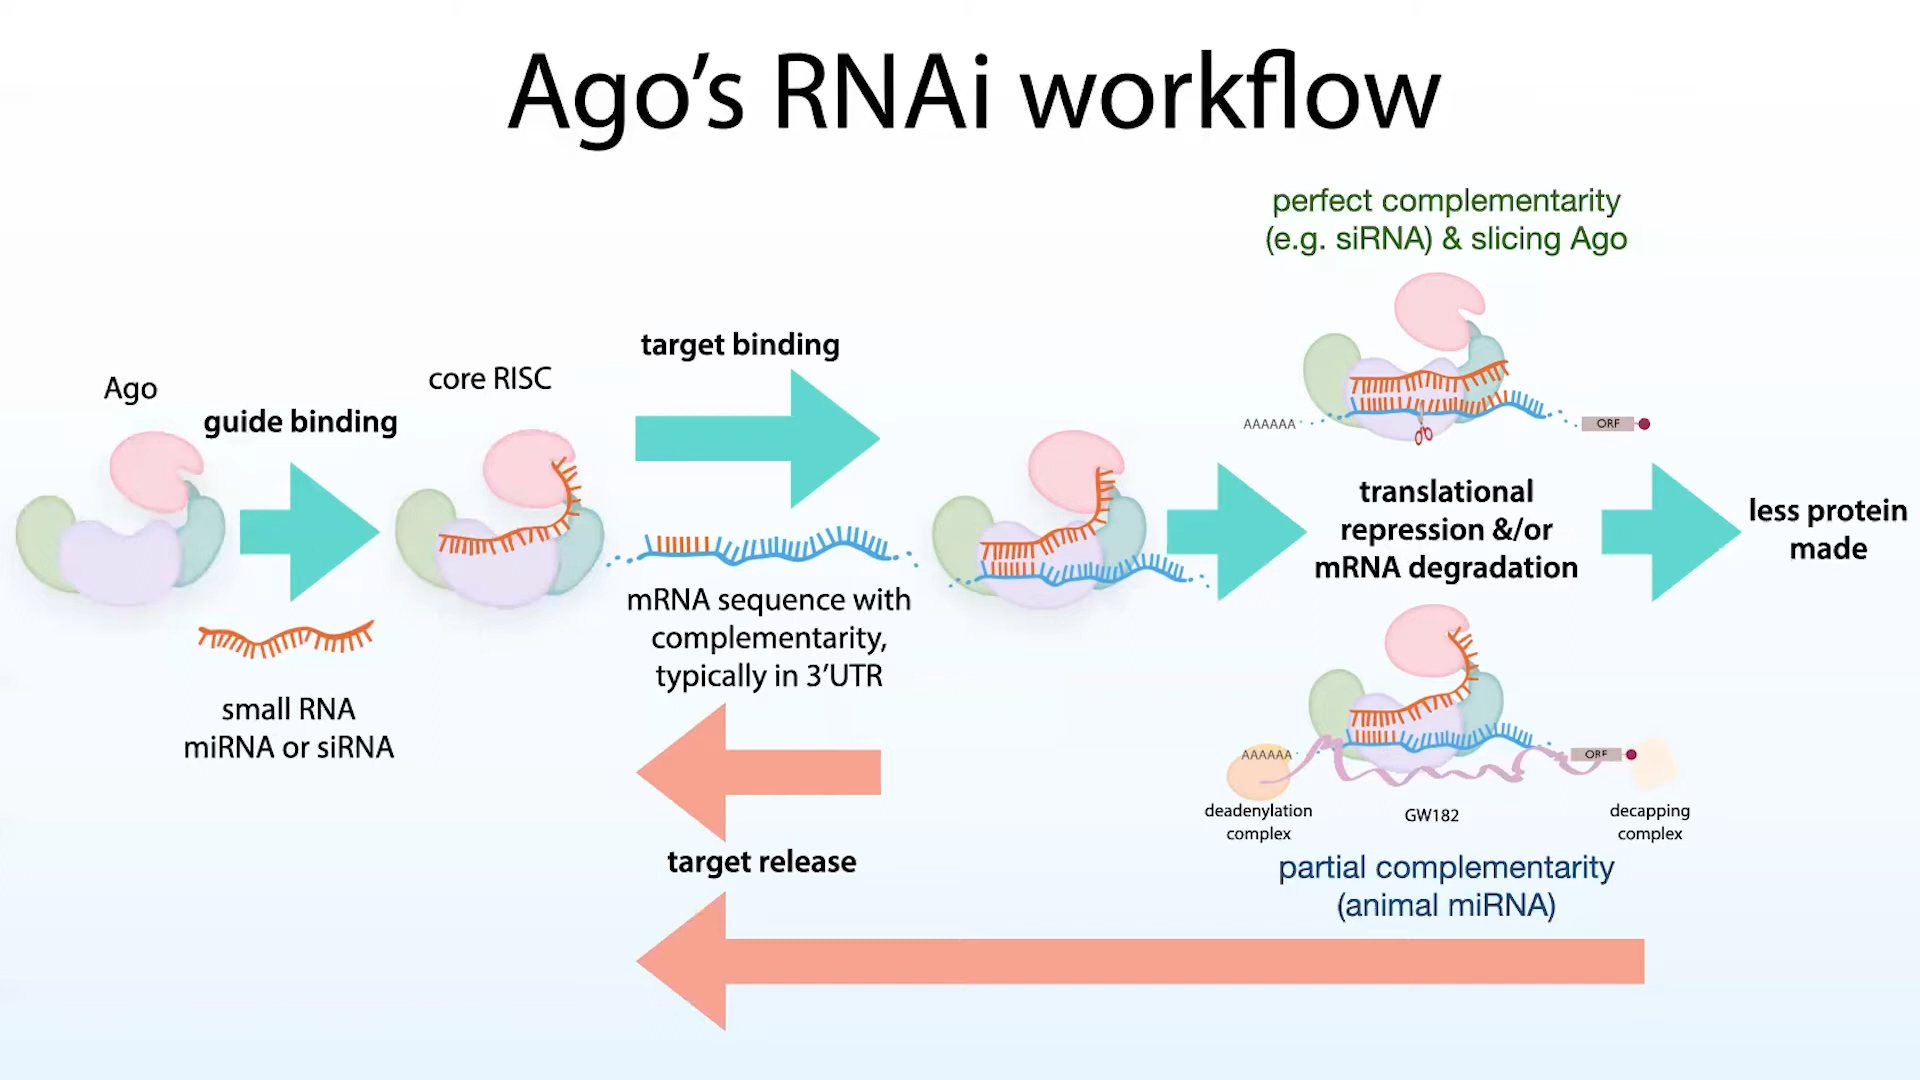 Ago’s RNAi workflow
Ago
guide binding
small RNA
miRNA or siRNA
core RISC
target binding
mRNA sequence with
complementarity,
typically in 3’UTR
target release
perfect complementarity
(e.g. siRNA) & slicing Ago
AAAAAA
ORF
translational
repression &/or
mRNA degradation
AAAAAA
ORF
deadenylation
complex
GW182
decapping
complex
partial complementarity
(animal miRNA)
less protein
made